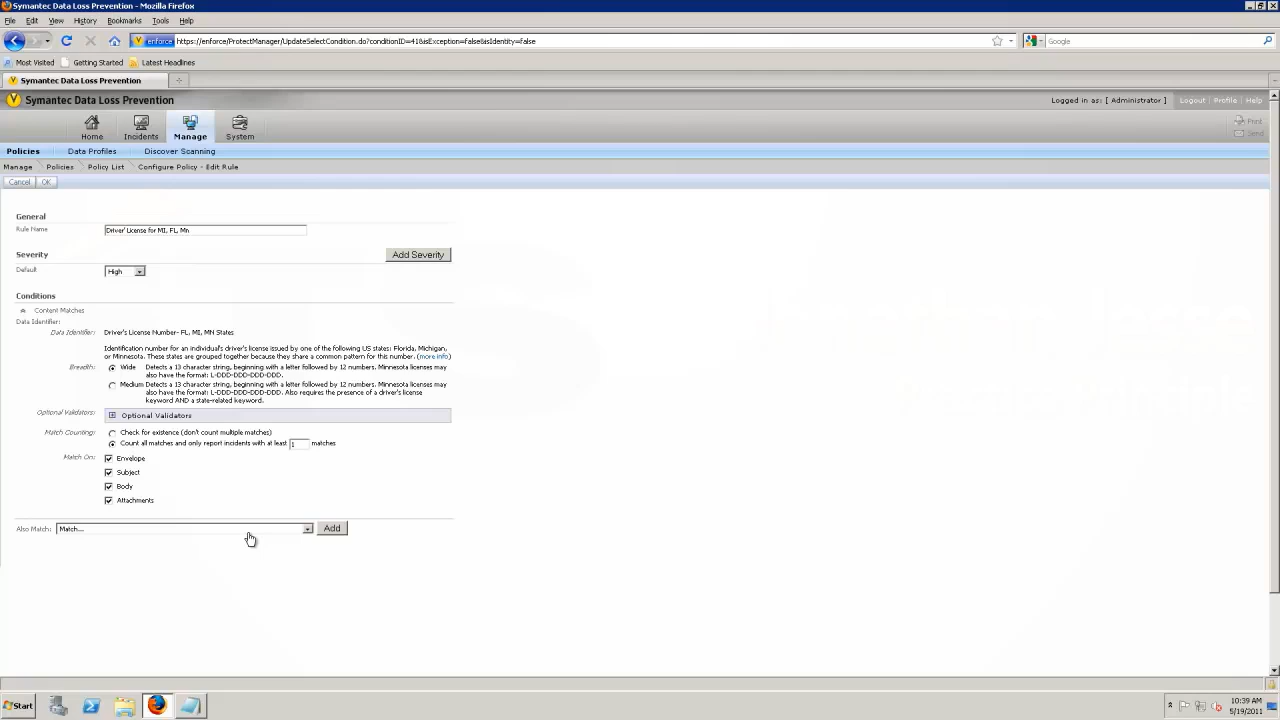 Symantec Data Loss Prevention - Mozilla Firefox
File Edit View History Bookmarks Tools Help
enforce https://enforce/ProtectManager/UpdateSelectCondition.do?conditionID=41&isException=false&isIdentity=false
Google
Most Visited Getting Started Latest Headlines
Symantec Data Loss Prevention
Symantec Data Loss Prevention
Logged in as: [ Administrator ] Logout Profile Help
Home Incidents Manage System
Print
Send
Policies Data Profiles Discover Scanning
Manage Policies Policy List Configure Policy - Edit Rule
Cancel OK
General
Rule Name Driver' License for MI, FL, Mn
Severity Add Severity
Default High
Conditions
Content Matches
Data Identifier:
Data Identifier: Driver's License Number- FL, MI, MN States
Identification number for an individual's driver's license issued by one of the following US states: Florida, Michigan,
or Minnesota. These states are grouped together because they share a common pattern for this number. (more info)
Breadth: Wide Detects a 13 character string, beginning with a letter followed by 12 numbers. Minnesota licenses may
also have the format: L-DDD-DDD-DDD-DDD.
Medium Detects a 13 character string, beginning with a letter followed by 12 numbers. Minnesota licenses may
also have the format: L-DDD-DDD-DDD-DDD. Also requires the presence of a driver's license
keyword AND a state-related keyword.
Optional Validators: Optional Validators
Match Counting: Check for existence (don't count multiple matches)
Count all matches and only report incidents with at least 1 matches
Match On: Envelope
Subject
Body
Attachments
Also Match: Match... Add
Start
10:39 AM
5/19/2011